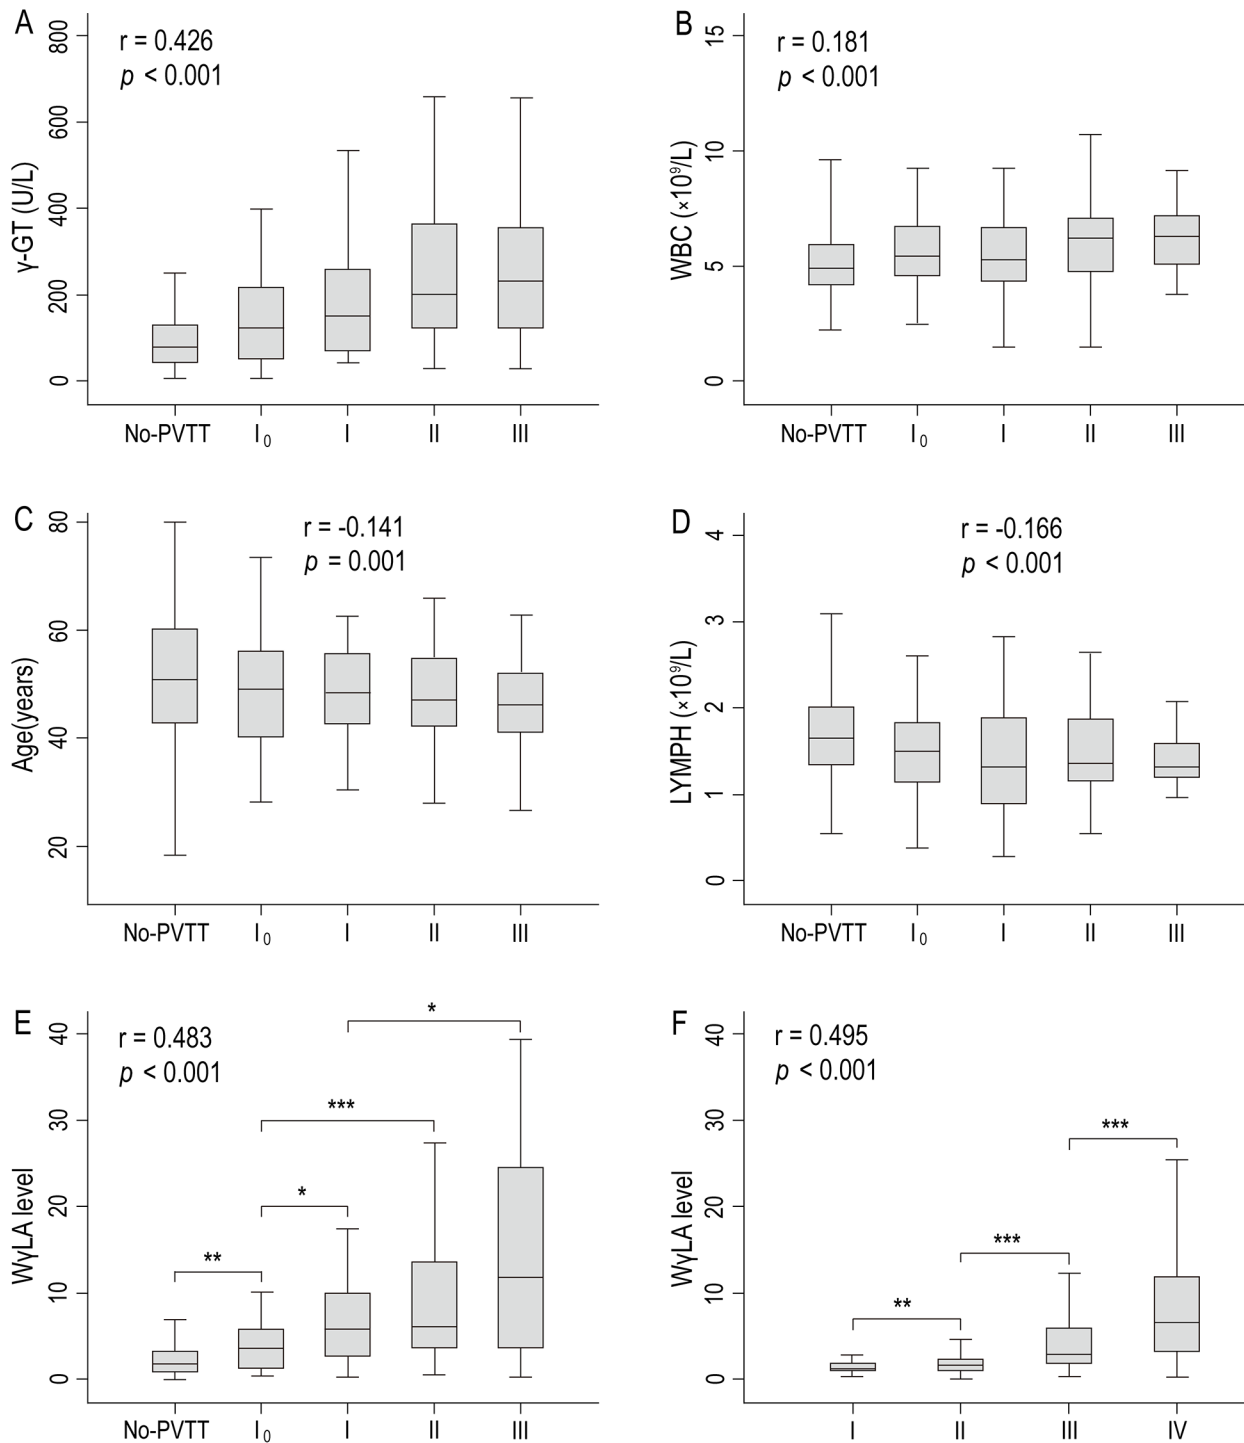 A
r = 0.426
p < 0.001
γ-GT (U/L)
800
600
400
200
0
No-PVTT I₀ I II III
B
r = 0.181
p < 0.001
WBC (×10⁹/L)
15
10
5
0
No-PVTT I₀ I II III
C
r = -0.141
p = 0.001
Age(years)
80
60
40
20
No-PVTT I₀ I II III
D
r = -0.166
p < 0.001
LYMPH (×10⁹/L)
4
3
2
1
0
No-PVTT I₀ I II III
E
r = 0.483
p < 0.001
WγLA level
40
30
20
10
0
*
***
*
**
No-PVTT I₀ I II III
F
r = 0.495
p < 0.001
WγLA level
40
30
20
10
0
***
***
**
I II III IV